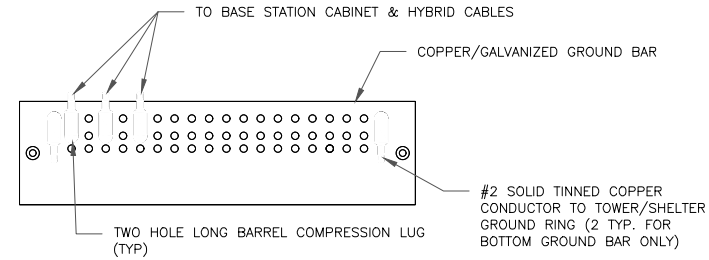 TO BASE STATION CABINET & HYBRID CABLES
COPPER/GALVANIZED GROUND BAR
#2 SOLID TINNED COPPER
CONDUCTOR TO TOWER/SHELTER
GROUND RING (2 TYP. FOR
BOTTOM GROUND BAR ONLY)
TWO HOLE LONG BARREL COMPRESSION LUG
(TYP)